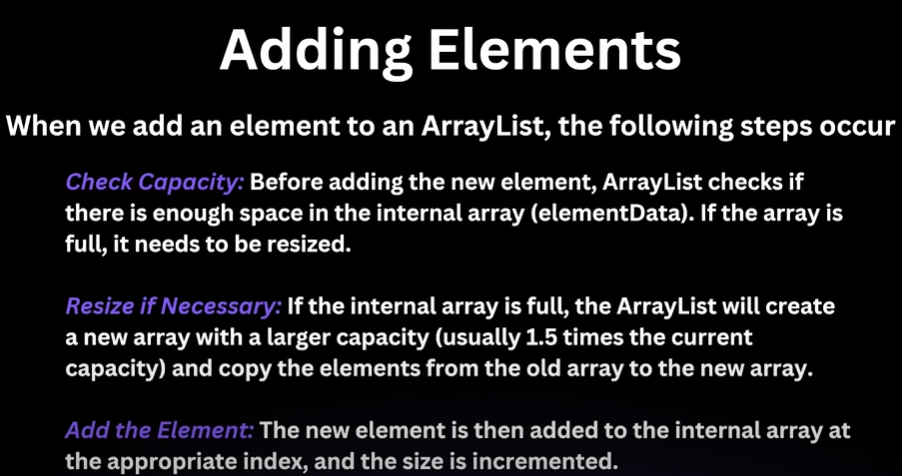 Adding Elements
When we add an element to an ArrayList, the following steps occur
Check Capacity: Before adding the new element, ArrayList checks if
there is enough space in the internal array (elementData). If the array is
full, it needs to be resized.
Resize if Necessary: If the internal array is full, the ArrayList will create
a new array with a larger capacity (usually 1.5 times the current
capacity) and copy the elements from the old array to the new array.
Add the Element: The new element is then added to the internal array at
the appropriate index, and the size is incremented.